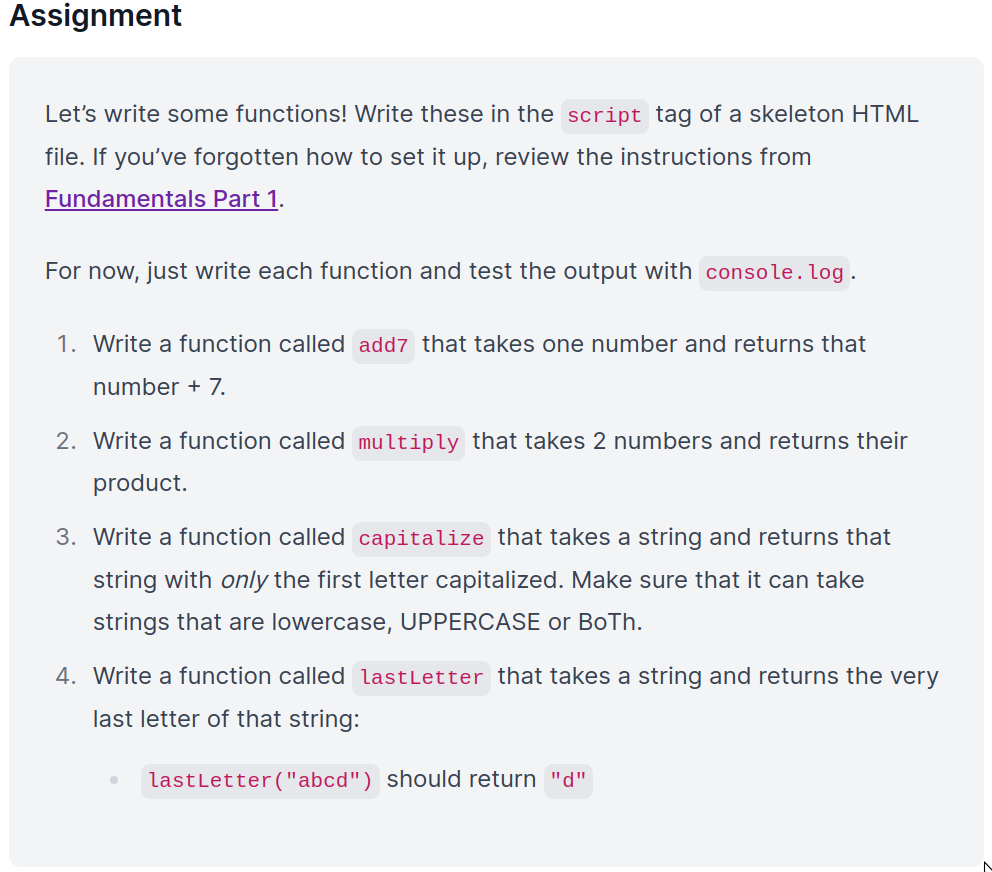 Assignment
Let’s write some functions! Write these in the script tag of a skeleton HTML
file. If you’ve forgotten how to set it up, review the instructions from
Fundamentals Part 1.
For now, just write each function and test the output with console.log.
1. Write a function called add7 that takes one number and returns that
number + 7.
2. Write a function called multiply that takes 2 numbers and returns their
product.
3. Write a function called capitalize that takes a string and returns that
string with only the first letter capitalized. Make sure that it can take
strings that are lowercase, UPPERCASE or BoTh.
4. Write a function called lastLetter that takes a string and returns the very
last letter of that string:
lastLetter("abcd") should return "d"